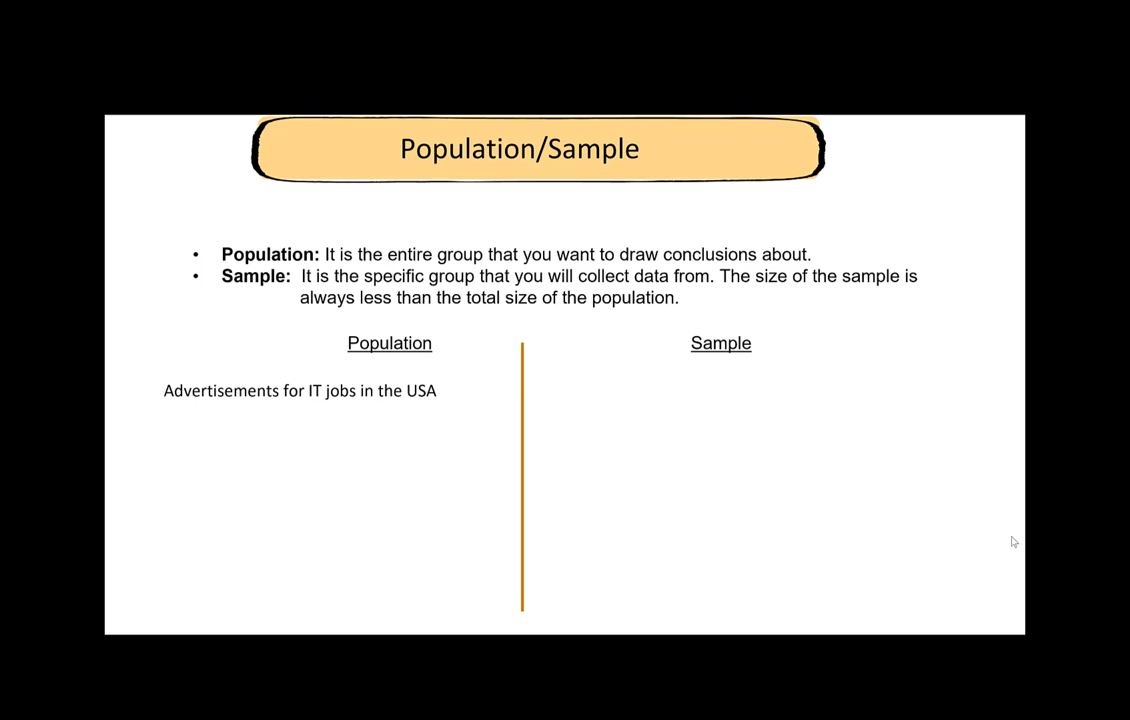 Population/Sample
• Population: It is the entire group that you want to draw conclusions about.
• Sample: It is the specific group that you will collect data from. The size of the sample is
always less than the total size of the population.
Population
Sample
Advertisements for IT jobs in the USA